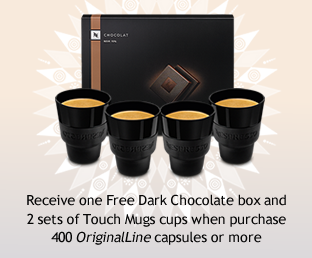 CHOCOLAT
Receive one Free Dark Chocolate box and
2 sets of Touch Mugs cups when purchase
400 OriginalLine capsules or more